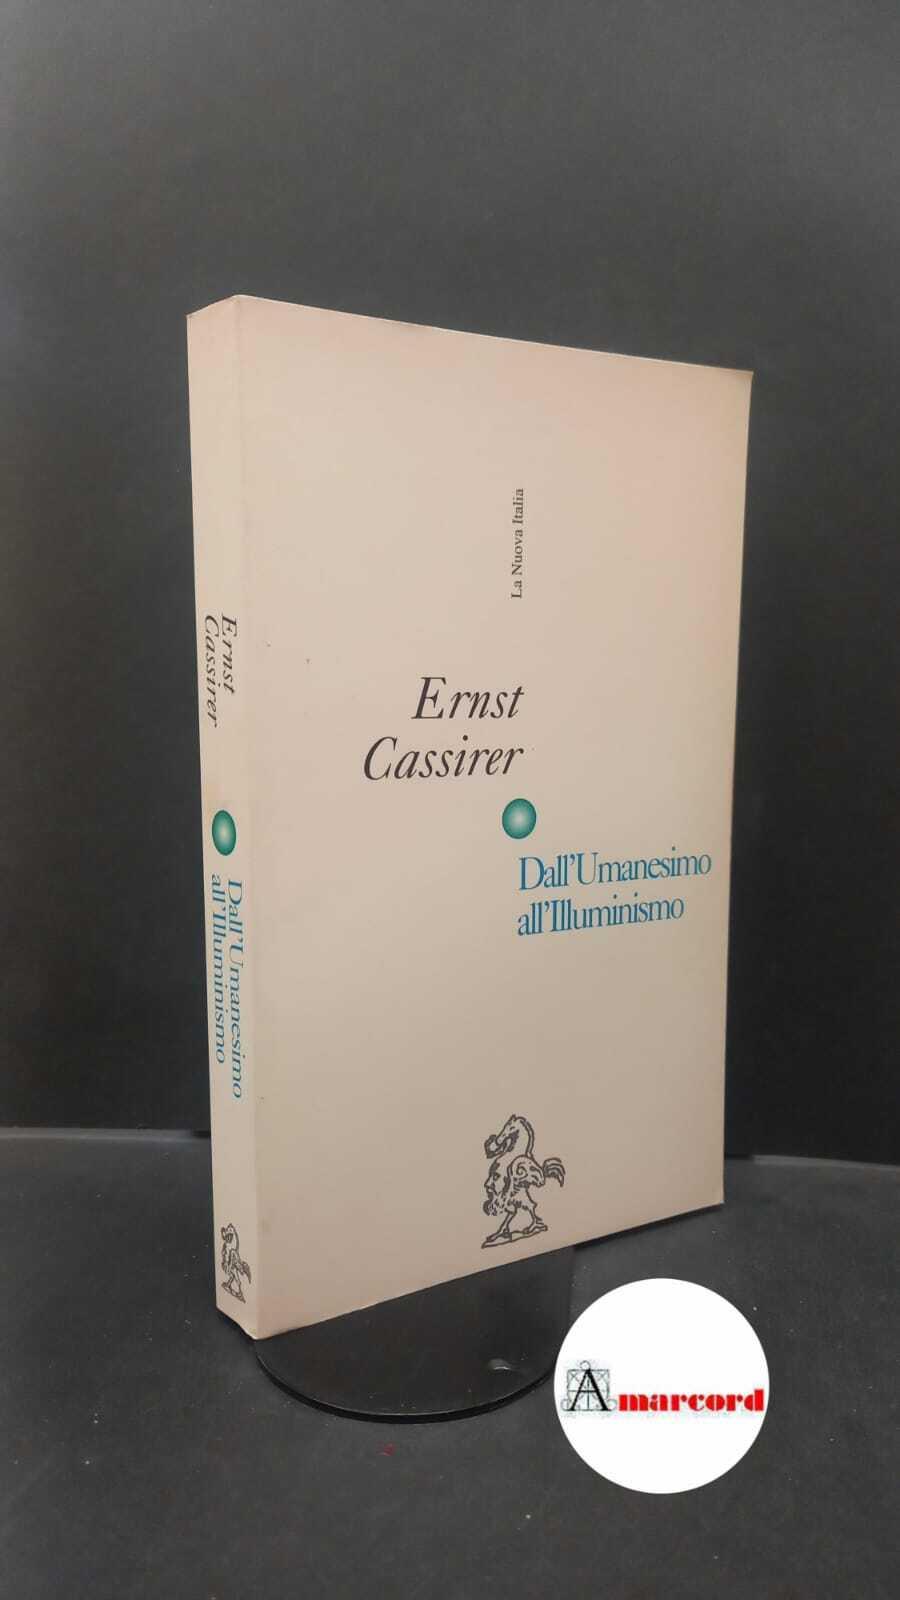 La Nuova Italia
Ernst
Cassirer
Dall'Umanesimo
all'Illuminismo
Ernst
Cassirer
Dall'Umanesimo
all'Illuminismo
Amarcord